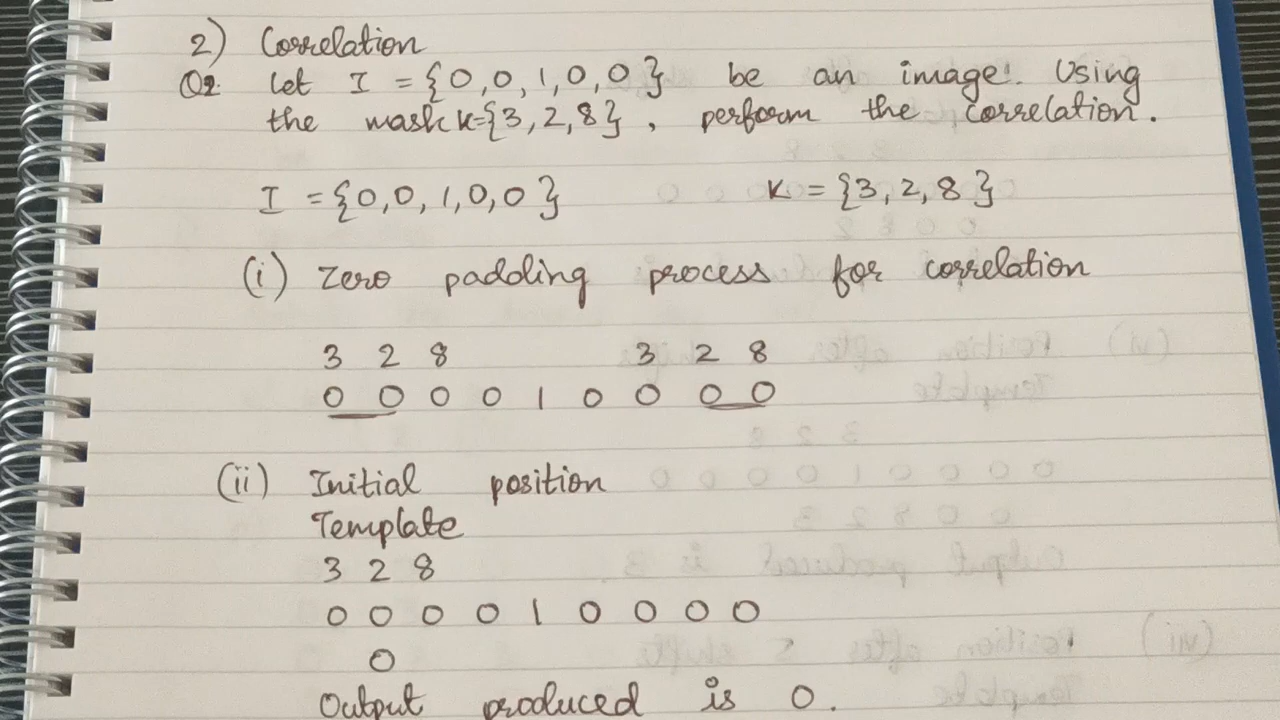 2) Correlation
Q2. Let I = {0,0,1,0,0} be an image. Using
the mask K={3,2,8}, perform the correlation.
I = {0,0,1,0,0} K = {3,2,8}
(i) Zero padding process for correlation
3 2 8 3 2 8
0 0 0 0 1 0 0 0 0
(ii) Initial position
Template
3 2 8
0 0 0 0 1 0 0 0 0
0
Output produced is 0.